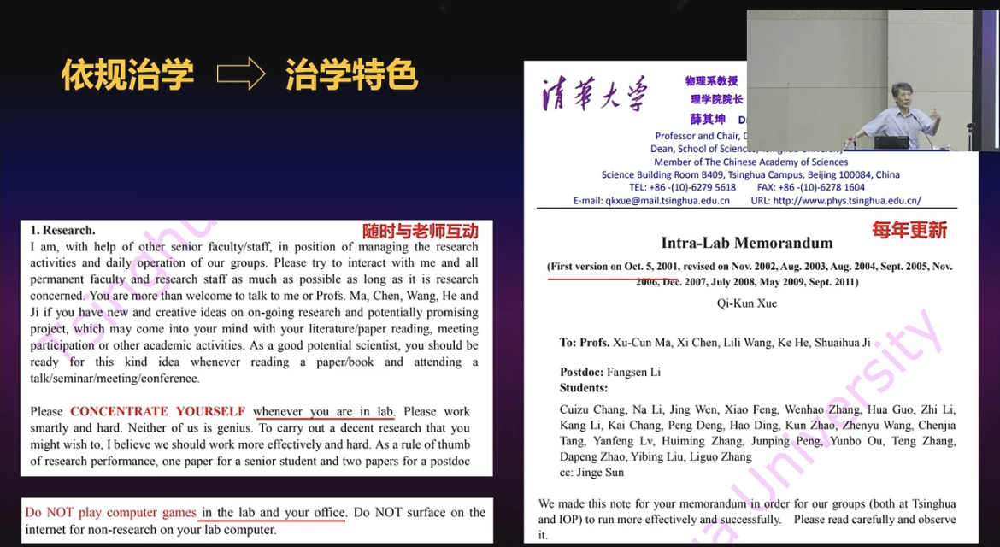 依规治学 治学特色
1. Research. 随时与老师互动
I am, with help of other senior faculty/staff, in position of managing the research
activities and daily operation of our groups. Please try to interact with me and all
permanent faculty and research staff as much as possible as long as it is research
concerned. You are more than welcome to talk to me or Profs. Ma, Chen, Wang, He and
Ji if you have new and creative ideas on on-going research and potentially promising
project, which may come into your mind with your literature/paper reading, meeting
participation or other academic activities. As a good potential scientist, you should be
ready for this kind idea whenever reading a paper/book and attending a
talk/seminar/meeting/conference.
Please CONCENTRATE YOURSELF whenever you are in lab. Please work
smartly and hard. Neither of us is genius. To carry out a decent research that you
might wish to, I believe we should work more effectively and hard. As a rule of thumb
of research performance, one paper for a senior student and two papers for a postdoc
Do NOT play computer games in the lab and your office. Do NOT surface on the
internet for non-research on your lab computer.
Tsinghu
清華大学
物理系教授
理学院院长
薛其坤 D
Professor and Chair, D
Dean, School of Sciences, Tsinghua University
Member of The Chinese Academy of Sciences
Science Building Room B409, Tsinghua Campus, Beijing 100084, China
TEL: +86 -(10)-6279 5618 FAX: +86 -(10)-6278 1604
E-mail: qkxue@mail.tsinghua.edu.cn URL: http://www.phys.tsinghua.edu.cn/
每年更新
Intra-Lab Memorandum
(First version on Oct. 5, 2001, revised on Nov. 2002, Aug. 2003, Aug. 2004, Sept. 2005, Nov.
2006, Dec. 2007, July 2008, May 2009, Sept. 2011)
Qi-Kun Xue
To: Profs. Xu-Cun Ma, Xi Chen, Lili Wang, Ke He, Shuaihua Ji
Postdoc: Fangsen Li
Students:
Cuizu Chang, Na Li, Jing Wen, Xiao Feng, Wenhao Zhang, Hua Guo, Zhi Li,
Kang Li, Kai Chang, Peng Deng, Hao Ding, Kun Zhao, Zhenyu Wang, Chenjia
Tang, Yanfeng Lv, Huiming Zhang, Junping Peng, Yunbo Ou, Teng Zhang,
Dapeng Zhao, Yibing Liu, Liguo Zhang
cc: Jinge Sun
We made this note for your memorandum in order for our groups (both at Tsinghua
and IOP) to run more effectively and successfully. Please read carefully and observe
it.
a University